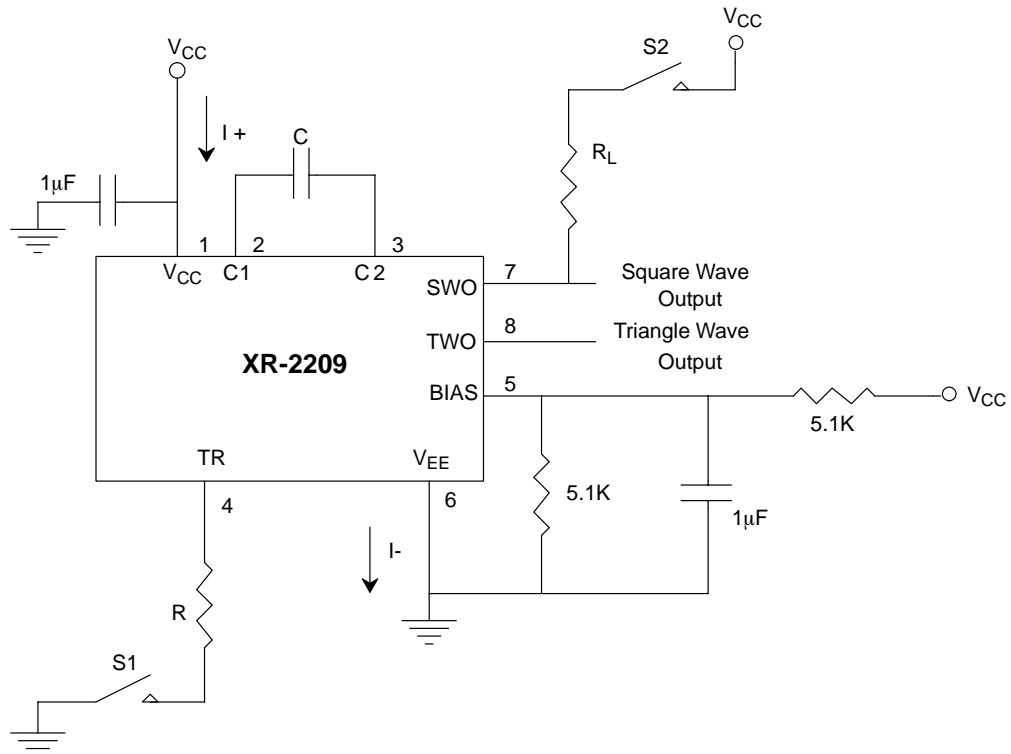 VCC
S2
VCC
I +
C
RL
1μF
1
2
3
VCC
C1
C2
7
Square Wave
Output
SWO
8
Triangle Wave
Output
TWO
XR-2209
5
BIAS
VCC
5.1K
TR
VEE
4
6
5.1K
1μF
I-
R
S1